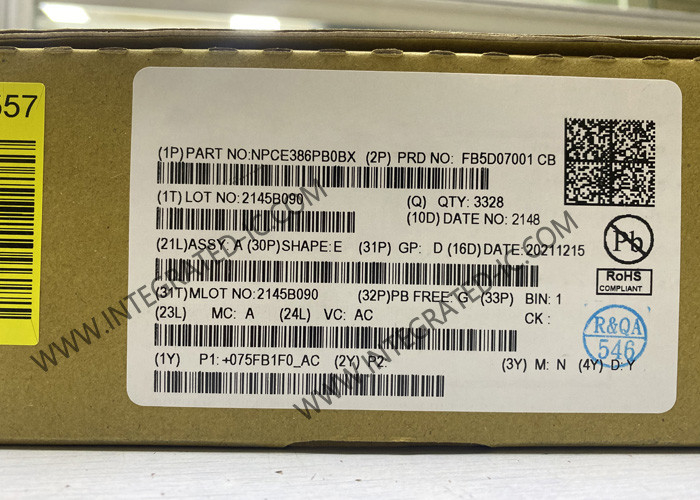 557
(1P)PART NO:NPCE386PB0BX (2P) PRD NO: FB5D07001 CB
(1T)LOT NO:2145B090 (Q) QTY: 3328
(10D)DATE NO: 2148
(21L)ASSY: A (30P)SHAPE:E (31P) GP: D (16D)DATE:20211215
(31T)MLOT NO:2145B090 (32P)PB FREE: G (33P) BIN: 1
(23L) MC: A (24L) VC: AC CK :
(1Y) P1:+075FB1F0_AC (2Y) P2: (3Y) M: N (4Y) D:Y
Pb
RoHS
COMPLIANT
R&QA
546
WWW.INTEGRATED-IC.COM
WWW.INTEGRATED-IC.COM